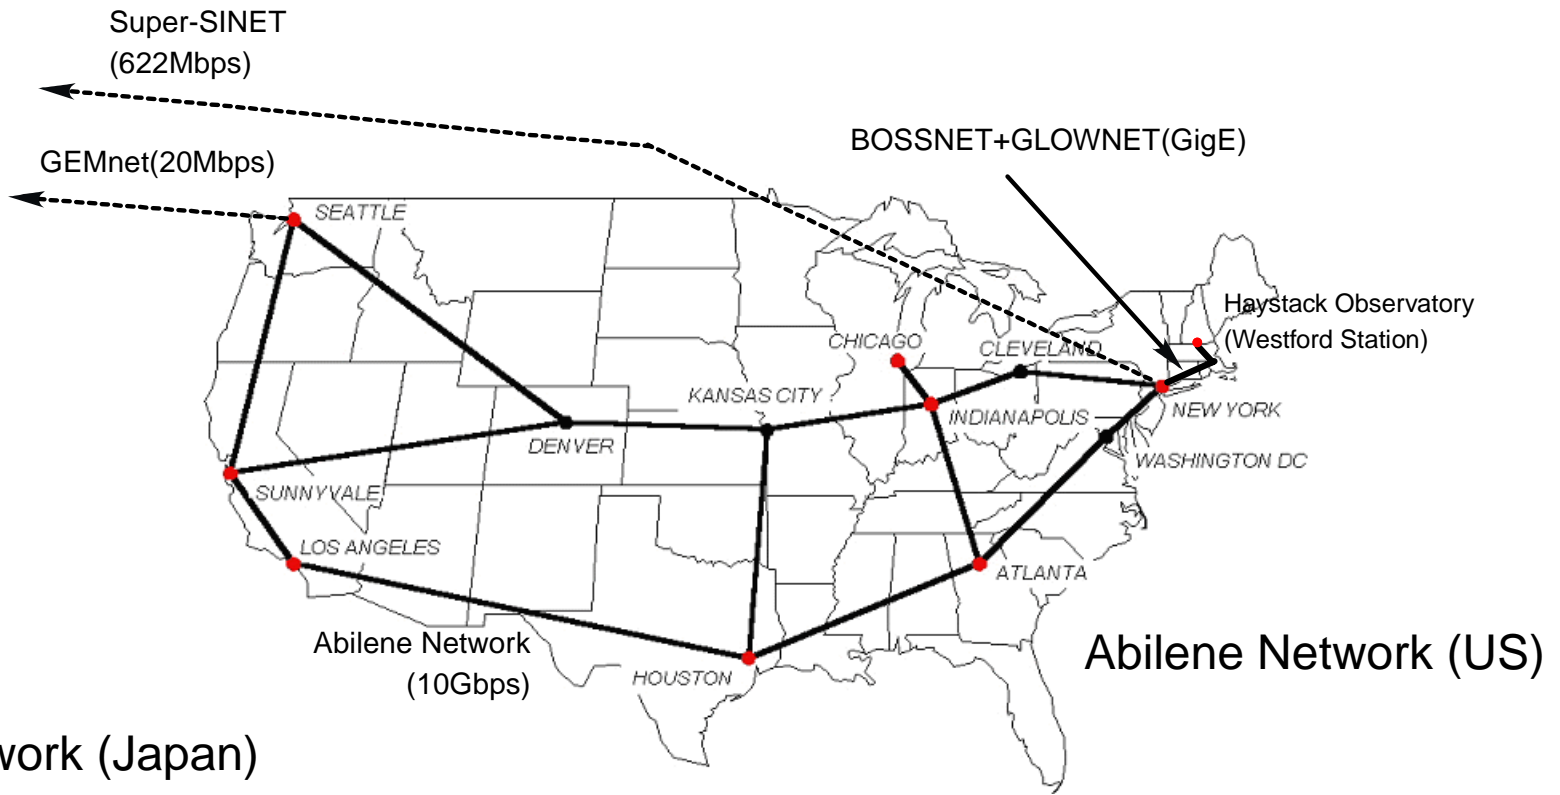 Super-SINET
(622Mbps)
GEMnet(20Mbps)
BOSSNET+GLOWNET(GigE)
SEATTLE
Haystack Observatory
(Westford Station)
CHICAGO
CLEVELAND
KANSAS CITY
INDIANAPOLIS
NEW YORK
DENVER
WASHINGTON DC
SUNNYVALE
LOS ANGELES
ATLANTA
Abilene Network
(10Gbps)
HOUSTON
Abilene Network (US)
(Japan)